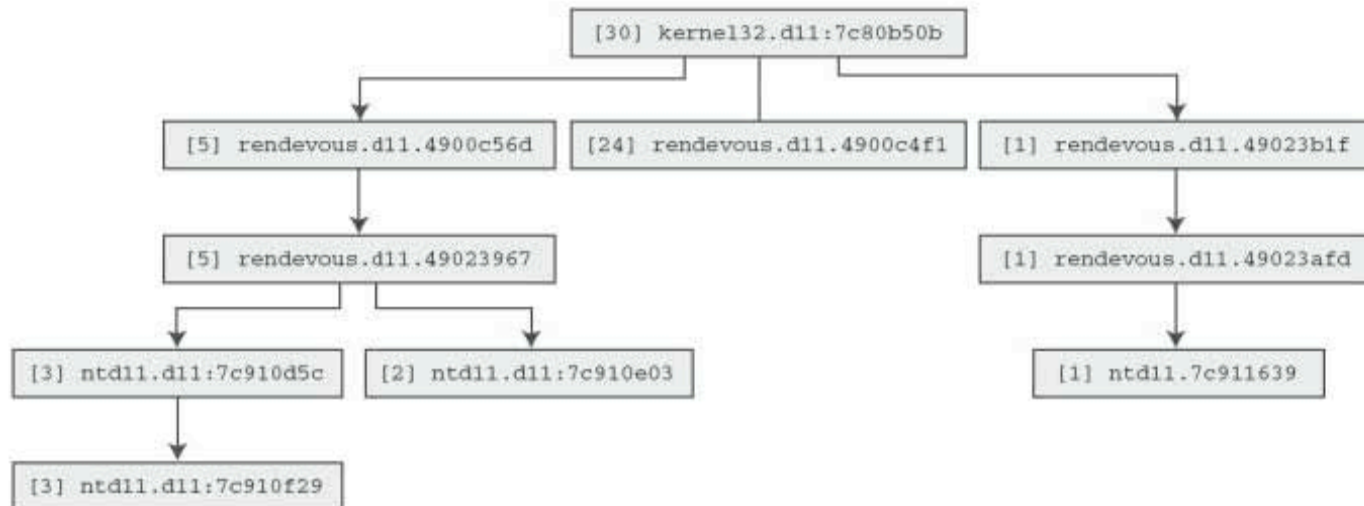 [30] kernel32.dll:7c80b50b
[5] rendevous.dll.4900c56d
[24] rendevous.dll.4900c4f1
[1] rendevous.dll.49023b1f
[5] rendevous.dll.49023967
[1] rendevous.dll.49023afd
[3] ntdll.dll:7c910d5c
[2] ntdll.dll:7c910e03
[1] ntdll.7c911639
[3] ntdll.dll:7c910f29